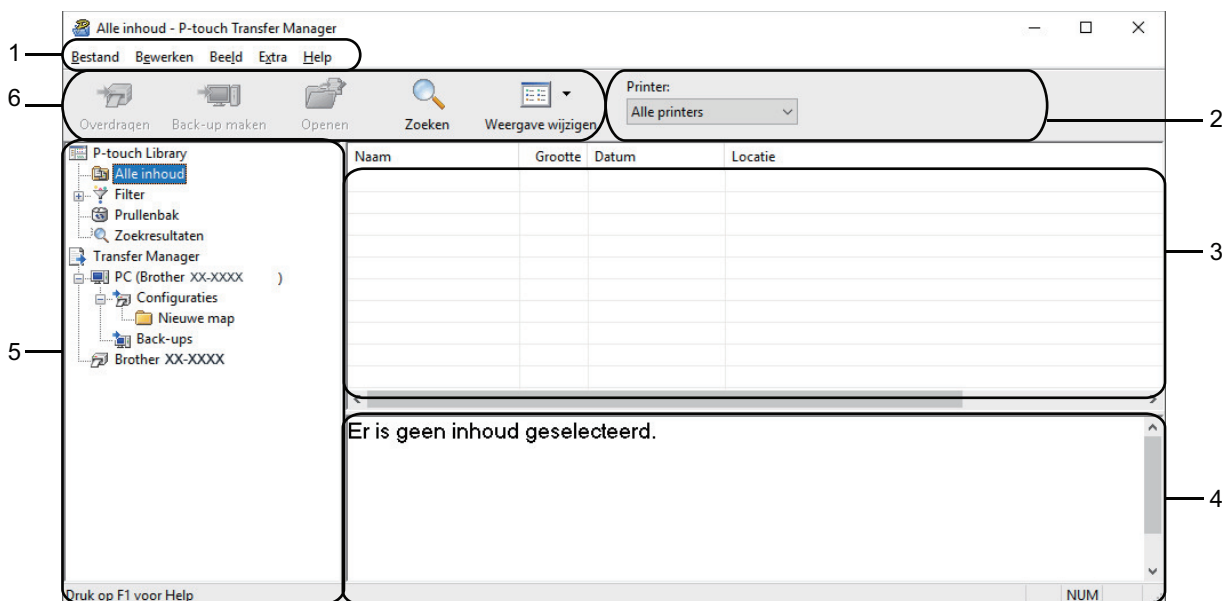 Alle inhoud - P-touch Transfer Manager
1
Bestand Bewerken Beeld Extra Help
6
Overdragen Back-up maken Openen Zoeken Weergave wijzigen
Printer:
Alle printers
2
P-touch Library
Alle inhoud
Filter
Prullenbak
Zoekresultaten
Transfer Manager
PC (Brother XX-XXXX )
Configuraties
Nieuwe map
Back-ups
Brother XX-XXXX
5
Naam Grootte Datum Locatie
3
Er is geen inhoud geselecteerd.
4
Druk op F1 voor Help
NUM